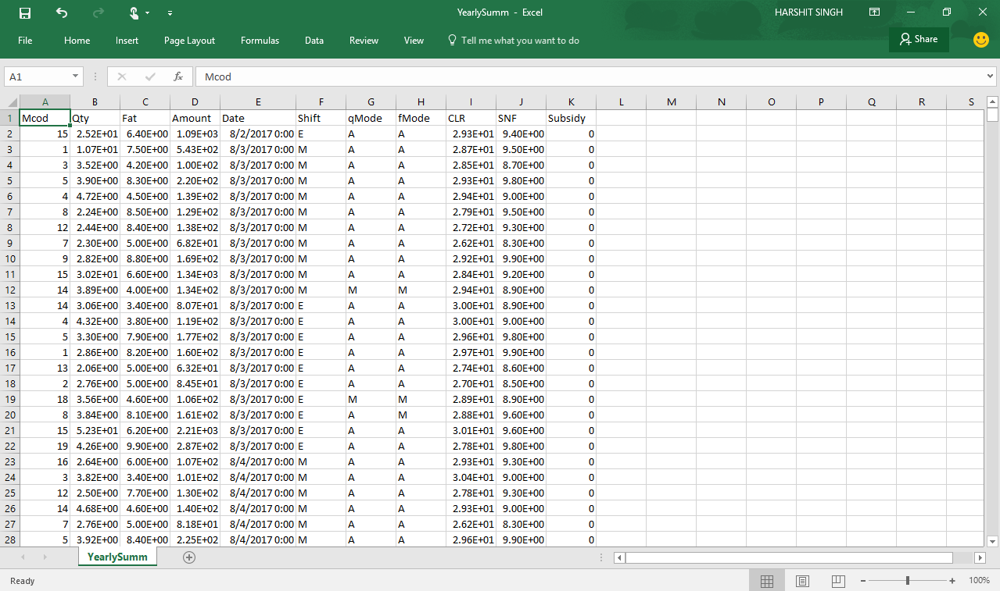 YearlySumm - Excel
HARSHIT SINGH
File Home Insert Page Layout Formulas Data Review View Tell me what you want to do Share
A1 fx Mcod
A B C D E F G H I J K L M N O P Q R S
1 Mcod Qty Fat Amount Date Shift qMode fMode CLR SNF Subsidy
2 15 2.52E+01 6.40E+00 1.09E+03 8/2/2017 0:00 E A A 2.93E+01 9.40E+00 0
3 1 1.07E+01 7.50E+00 5.43E+02 8/3/2017 0:00 M A A 2.87E+01 9.50E+00 0
4 3 3.52E+00 4.20E+00 1.00E+02 8/3/2017 0:00 M A A 2.85E+01 8.70E+00 0
5 5 3.90E+00 8.30E+00 2.20E+02 8/3/2017 0:00 M A A 2.93E+01 9.80E+00 0
6 4 4.72E+00 4.50E+00 1.39E+02 8/3/2017 0:00 M A A 2.94E+01 9.00E+00 0
7 8 2.24E+00 8.50E+00 1.29E+02 8/3/2017 0:00 M A A 2.79E+01 9.50E+00 0
8 12 2.44E+00 8.40E+00 1.38E+02 8/3/2017 0:00 M A A 2.72E+01 9.30E+00 0
9 7 2.30E+00 5.00E+00 6.82E+01 8/3/2017 0:00 M A A 2.62E+01 8.30E+00 0
10 9 2.82E+00 8.80E+00 1.69E+02 8/3/2017 0:00 M A A 2.92E+01 9.90E+00 0
11 15 3.02E+01 6.60E+00 1.34E+03 8/3/2017 0:00 M A A 2.84E+01 9.20E+00 0
12 14 3.89E+00 4.00E+00 1.34E+02 8/3/2017 0:00 M M M 2.94E+01 8.90E+00 0
13 14 3.06E+00 3.40E+00 8.07E+01 8/3/2017 0:00 E A A 3.00E+01 8.90E+00 0
14 4 4.32E+00 3.80E+00 1.19E+02 8/3/2017 0:00 E A A 3.00E+01 9.00E+00 0
15 5 3.30E+00 7.90E+00 1.77E+02 8/3/2017 0:00 E A A 2.96E+01 9.80E+00 0
16 1 2.86E+00 8.20E+00 1.60E+02 8/3/2017 0:00 E A A 2.97E+01 9.90E+00 0
17 13 2.06E+00 5.00E+00 6.32E+01 8/3/2017 0:00 E A A 2.74E+01 8.60E+00 0
18 2 2.76E+00 5.00E+00 8.45E+01 8/3/2017 0:00 E A A 2.70E+01 8.50E+00 0
19 18 3.56E+00 4.60E+00 1.06E+02 8/3/2017 0:00 E M M 2.89E+01 8.90E+00 0
20 8 3.84E+00 8.10E+00 1.61E+02 8/3/2017 0:00 E A M 2.88E+01 9.60E+00 0
21 15 5.23E+01 6.20E+00 2.21E+03 8/3/2017 0:00 E A A 3.01E+01 9.60E+00 0
22 19 4.26E+00 9.90E+00 2.87E+02 8/3/2017 0:00 E A A 2.78E+01 9.80E+00 0
23 16 2.64E+00 6.00E+00 1.07E+02 8/4/2017 0:00 M A A 2.93E+01 9.30E+00 0
24 3 3.82E+00 3.40E+00 1.01E+02 8/4/2017 0:00 M A A 3.04E+01 9.00E+00 0
25 12 2.50E+00 7.70E+00 1.30E+02 8/4/2017 0:00 M A A 2.78E+01 9.30E+00 0
26 14 4.68E+00 4.60E+00 1.40E+02 8/4/2017 0:00 M A A 2.93E+01 9.00E+00 0
27 7 2.76E+00 5.00E+00 8.18E+01 8/4/2017 0:00 M A A 2.62E+01 8.30E+00 0
28 5 3.92E+00 8.40E+00 2.25E+02 8/4/2017 0:00 M A A 2.96E+01 9.90E+00 0
YearlySumm
Ready
100%